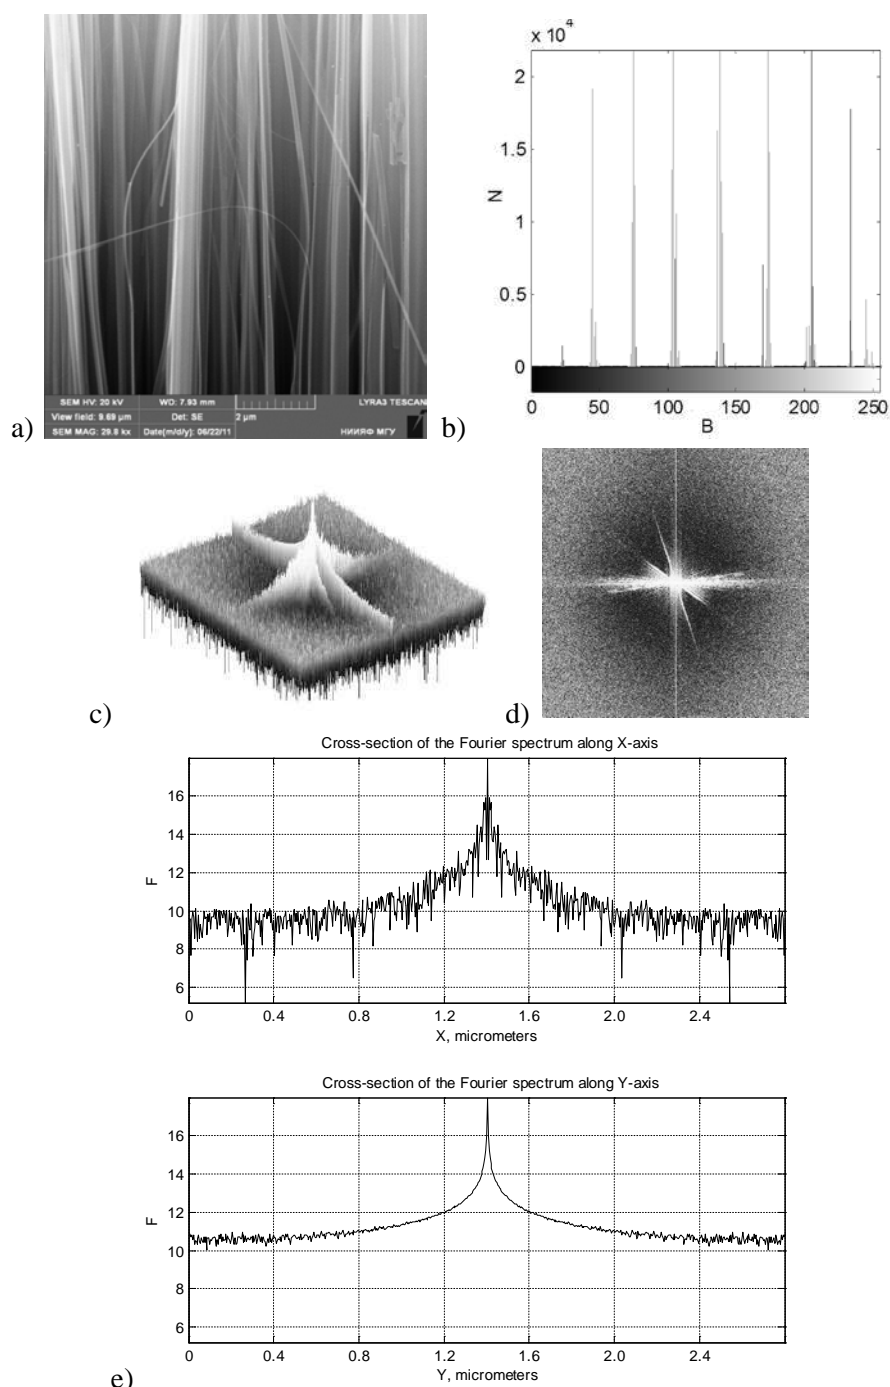 SEM HV: 20 kV WD: 7.93 mm LYRA3 TESCAN
View field: 9.69 µm Det: SE 2 µm
SEM MAG: 29.8 kx Date(m/d/y): 06/22/11 НИИЯФ МГУ
a)
x 10⁴
2
1.5
1
0.5
0
N
0 50 100 150 200 250
B
b)
c)
d)
Cross-section of the Fourier spectrum along X-axis
16
14
12
10
8
6
F
0 0.4 0.8 1.2 1.6 2.0 2.4
X, micrometers
Cross-section of the Fourier spectrum along Y-axis
16
14
12
10
8
6
F
0 0.4 0.8 1.2 1.6 2.0 2.4
Y, micrometers
e)